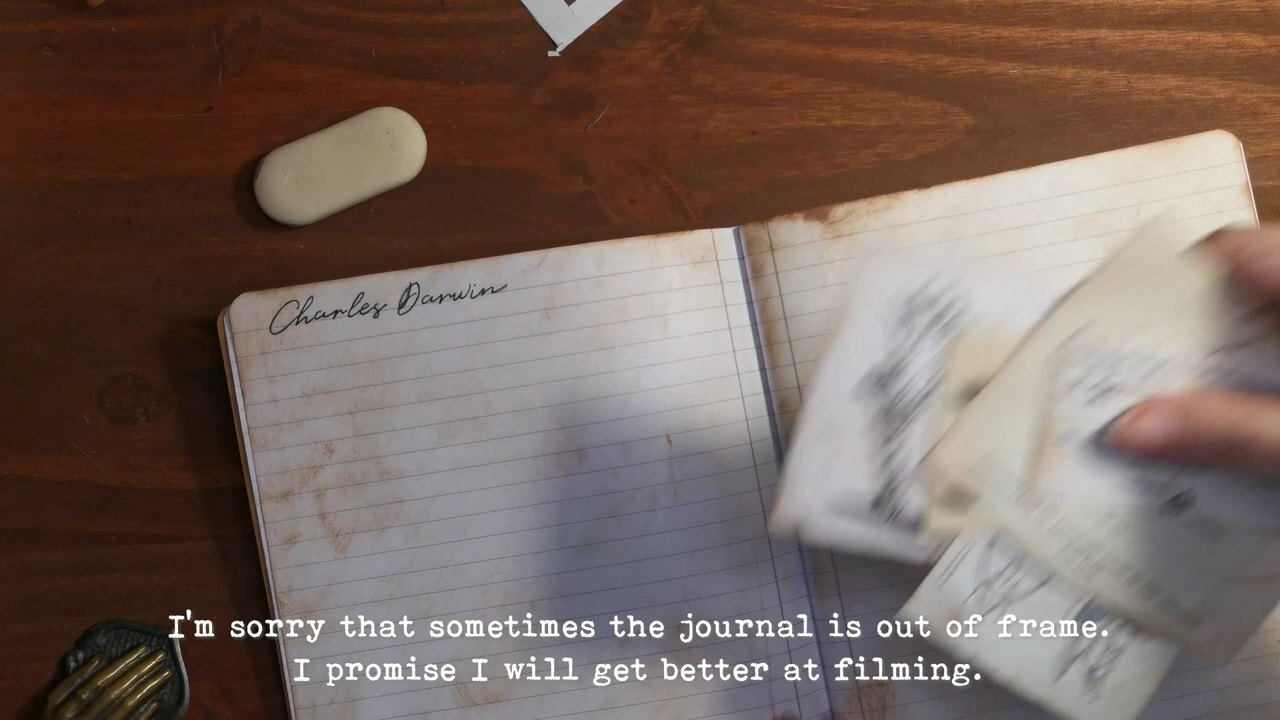 Charles Darwin
I'm sorry that sometimes the journal is out of frame.
I promise I will get better at filming.